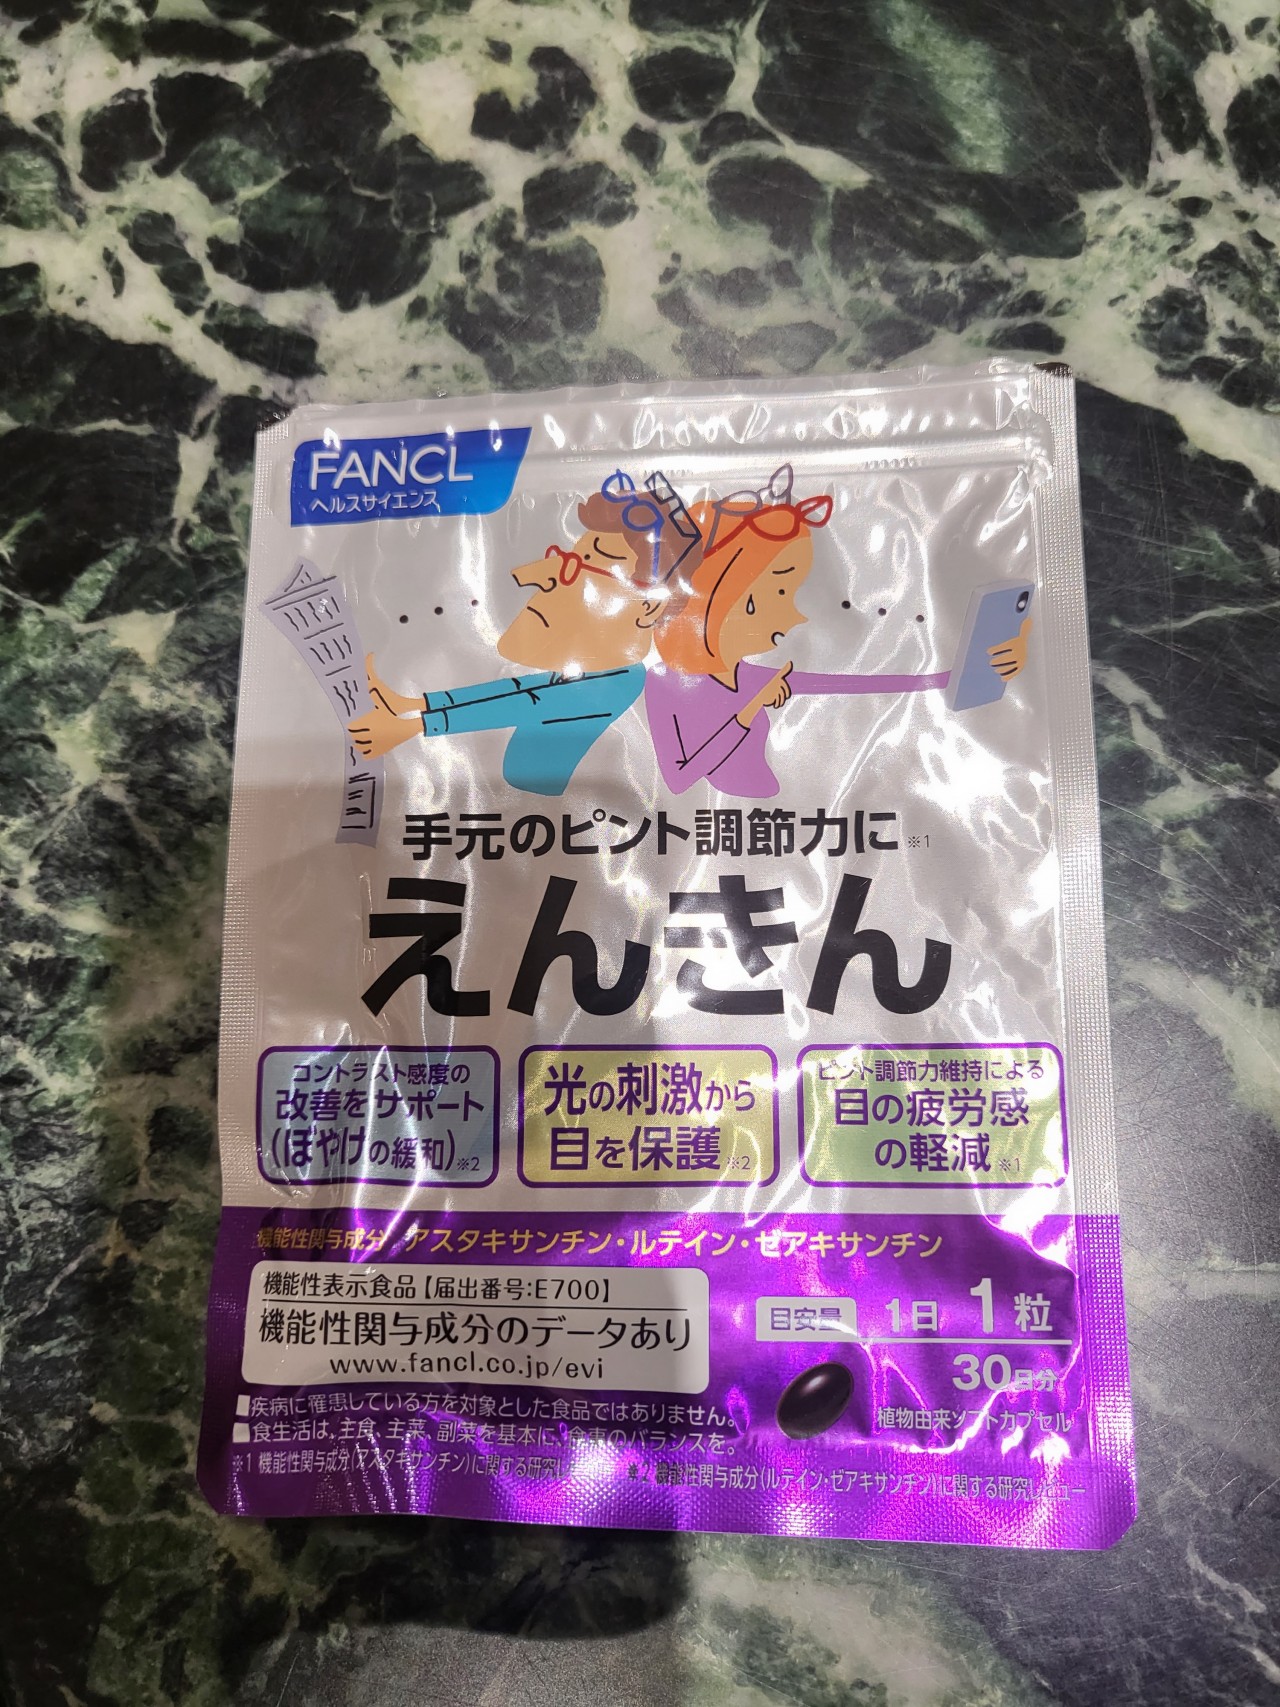 FANCL
ヘルスサイエンス
手元のピント調節力に※1
えんきん
コントラスト感度の
改善をサポート
(ぼやけの緩和)※2
光の刺激から
目を保護※2
ピント調節力維持による
目の疲労感
の軽減※1
機能性関与成分 アスタキサンチン・ルテイン・ゼアキサンチン
機能性表示食品【届出番号:E700】
機能性関与成分のデータあり
www.fancl.co.jp/evi
目安量 1日 1粒
30日分
植物由来ソフトカプセル
■疾病に罹患している方を対象とした食品ではありません。
■食生活は、主食、主菜、副菜を基本に、食事のバランスを。
※1 機能性関与成分(アスタキサンチン)に関する研究レ ※2 機能性関与成分(ルテイン・ゼアキサンチン)に関する研究レビュー